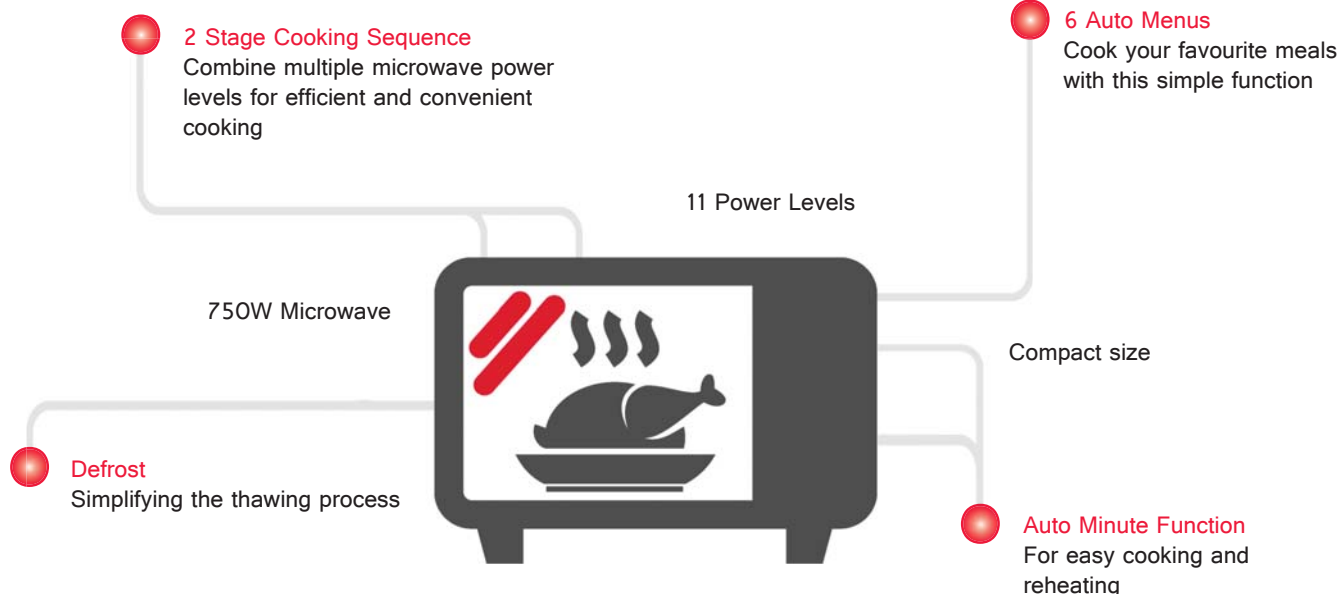 2 Stage Cooking Sequence
Combine multiple microwave power
levels for efficient and convenient
cooking
6 Auto Menus
Cook your favourite meals
with this simple function
11 Power Levels
750W Microwave
Compact size
Defrost
Simplifying the thawing process
Auto Minute Function
For easy cooking and
reheating